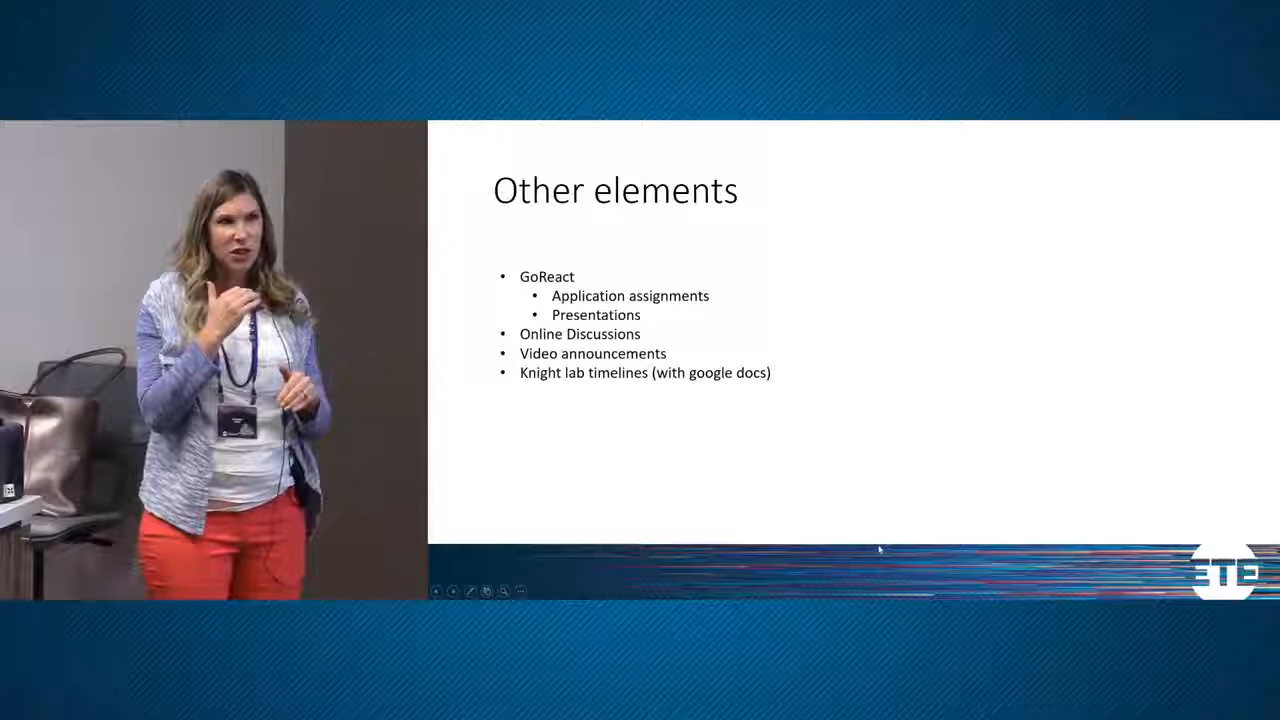 Other elements
• GoReact
• Application assignments
• Presentations
• Online Discussions
• Video announcements
• Knight lab timelines (with google docs)